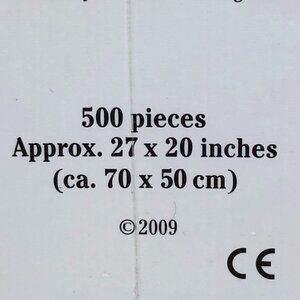 500 pieces
Approx. 27 x 20 inches
(ca. 70 x 50 cm)
© 2009
CE